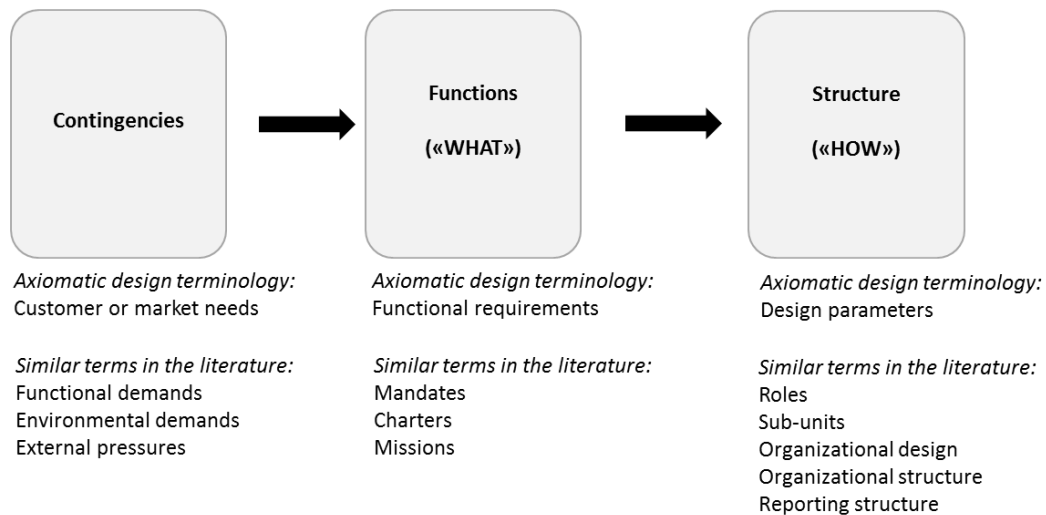 Contingencies
Functions
(«WHAT»)
Structure
(«HOW»)
Axiomatic design terminology:
Customer or market needs
Similar terms in the literature:
Functional demands
Environmental demands
External pressures
Axiomatic design terminology:
Functional requirements
Similar terms in the literature:
Mandates
Charters
Missions
Axiomatic design terminology:
Design parameters
Similar terms in the literature:
Roles
Sub-units
Organizational design
Organizational structure
Reporting structure